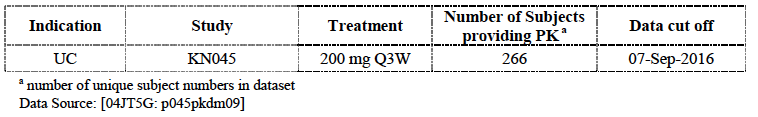 Indication Study Treatment Number of Subjects providing PK a Data cut off
UC KN045 200 mg Q3W 266 07-Sep-2016
a number of unique subject numbers in dataset
Data Source: [04JT5G: p045pkdm09]